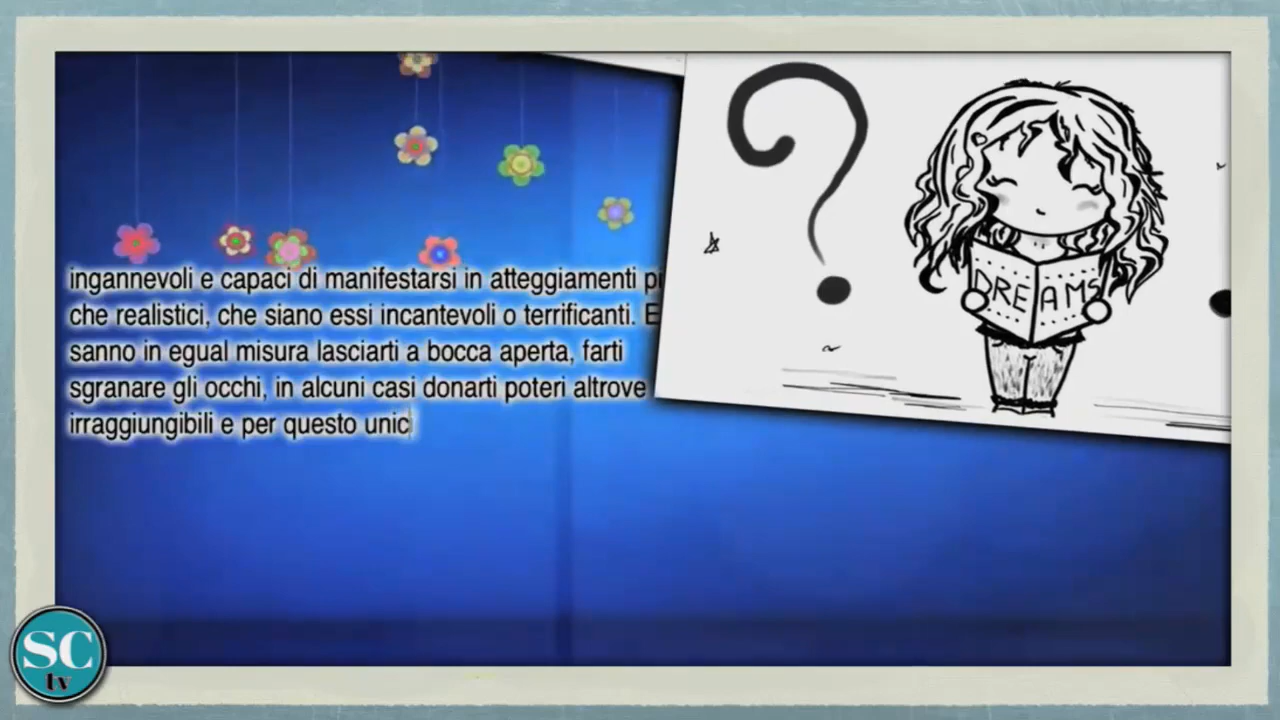 ingannevoli e capaci di manifestarsi in atteggiamenti
che realistici, che siano essi incantevoli o terrificanti. E
sanno in egual misura lasciarti a bocca aperta, farti
sgranare gli occhi, in alcuni casi donarti poteri altrove
irraggiungibili e per questo unic
DREAMS
SC
tv